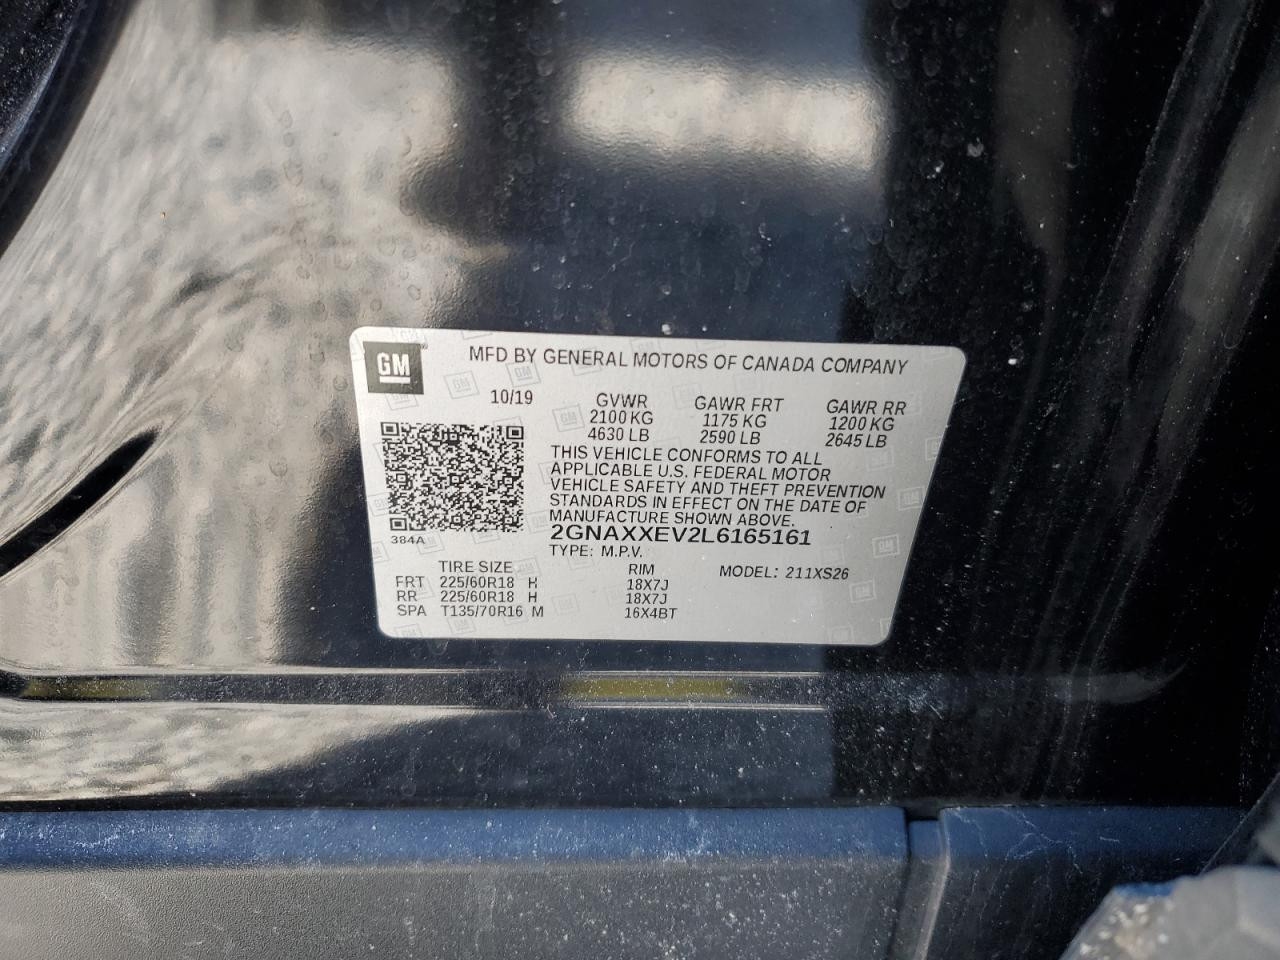 GM
MFD BY GENERAL MOTORS OF CANADA COMPANY
10/19 GVWR GAWR FRT GAWR RR
2100 KG 1175 KG 1200 KG
4630 LB 2590 LB 2645 LB
THIS VEHICLE CONFORMS TO ALL
APPLICABLE U.S. FEDERAL MOTOR
VEHICLE SAFETY AND THEFT PREVENTION
STANDARDS IN EFFECT ON THE DATE OF
MANUFACTURE SHOWN ABOVE.
384A
2GNAXXEV2L6165161
TYPE: M.P.V.
TIRE SIZE RIM MODEL: 211XS26
FRT 225/60R18 H 18X7J
RR 225/60R18 H 18X7J
SPA T135/70R16 M 16X4BT